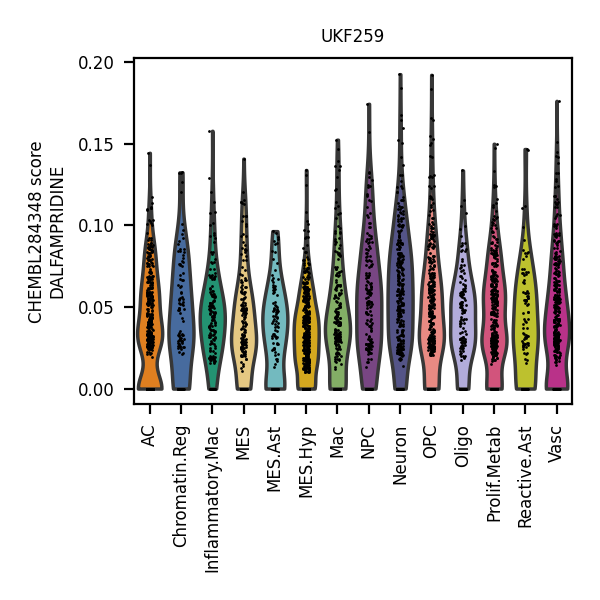 UKF259
CHEMBL284348 score
DALFAMPRIDINE
0.20
0.15
0.10
0.05
0.00
AC
Chromatin.Reg
Inflammatory.Mac
MES
MES.Ast
MES.Hyp
Mac
NPC
Neuron
OPC
Oligo
Prolif.Metab
Reactive.Ast
Vasc